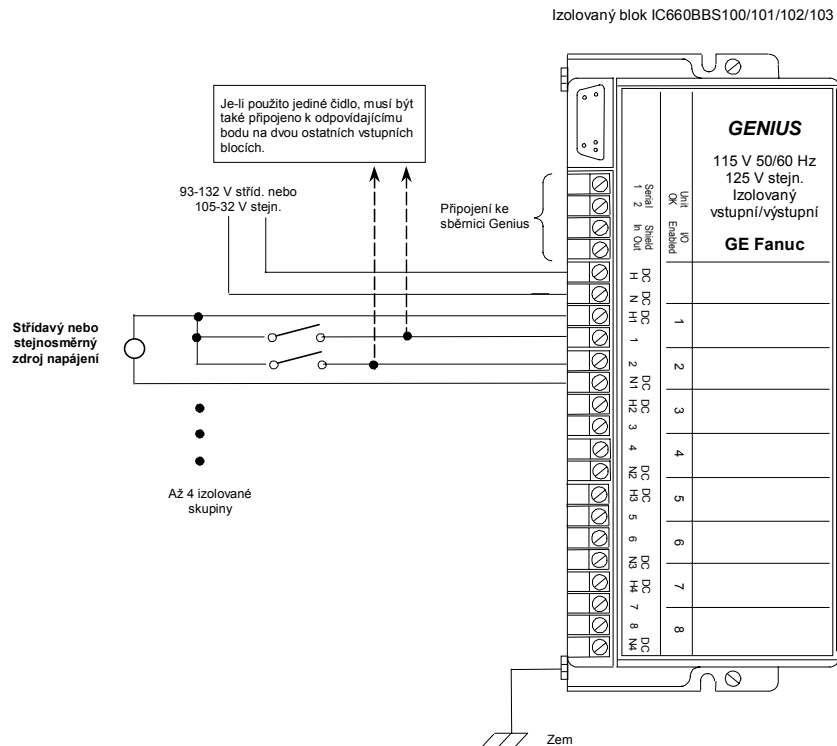 Izolovaný blok IC660BBS100/101/102/103
Je-li použito jediné čidlo, musí být
také připojeno k odpovídajícímu
bodu na dvou ostatních vstupních
blocích.
93-132 V stříd. nebo
105-32 V stejn.
Připojení ke
sběrnici Genius
Střídavý nebo
stejnosměrný
zdroj napájení
Až 4 izolované
skupiny
Zem
GENIUS
115 V 50/60 Hz
125 V stejn.
Izolovaný
vstupní/výstupní
GE Fanuc
Unit OK
I/O Enabled
Serial 1 2
Shield In Out
H DC
N DC
H1 DC
1
2
N1 DC
H2 DC
3
4
N2 DC
H3 DC
5
6
N3 DC
H4 DC
7
8
N4 DC
1
2
3
4
5
6
7
8